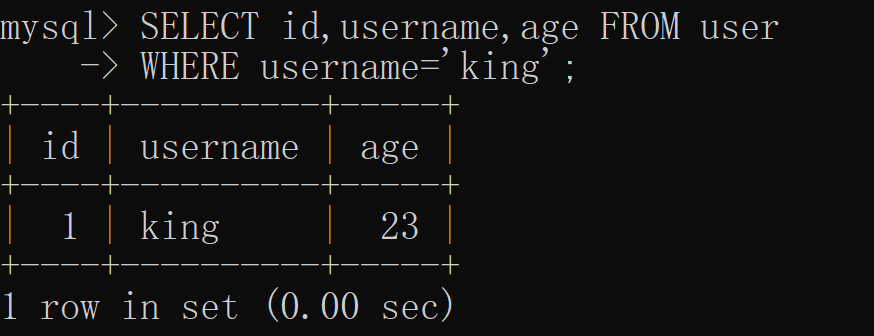 mysql> SELECT id,username,age FROM user
    -> WHERE username='king';
+----+----------+-----+
| id | username | age |
+----+----------+-----+
|  1 | king     |  23 |
+----+----------+-----+
1 row in set (0.00 sec)